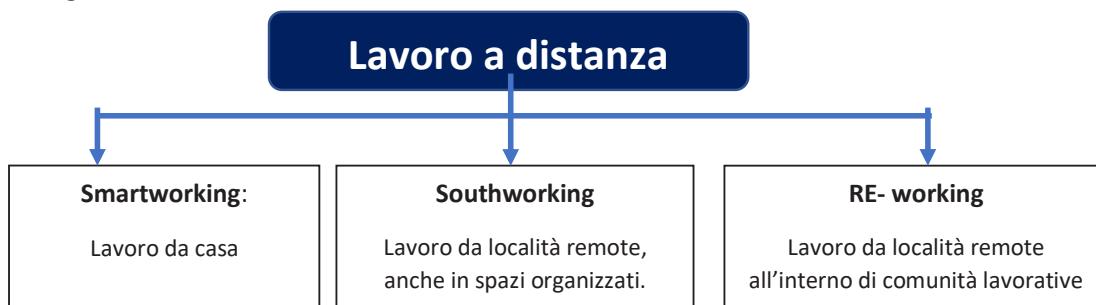 Lavoro a distanza
Smartworking:
Lavoro da casa
Southworking
Lavoro da località remote,
anche in spazi organizzati.
RE- working
Lavoro da località remote
all’interno di comunità lavorative